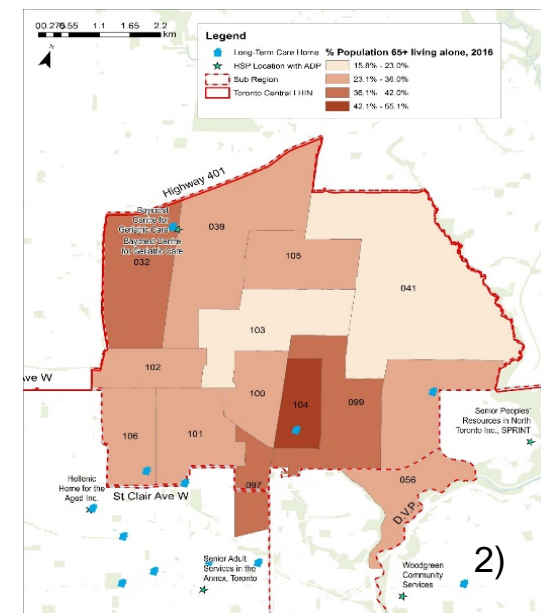 00.275.55 1.1 1.65 2.2
km
N
Legend
Long-Term Care Home
HSP Location with ADP
Sub Region
Toronto Central LHIN
% Population 65+ living alone, 2016
15.8% - 23.0%
23.1% - 36.0%
36.1% - 42.0%
42.1% - 55.1%
Highway 401
Baycrest
Centre for
Geriatric Care
Baycrest Centre
for Geriatric Care
039
032
105
041
103
102
ve W
100
104
099
106
101
Senior Peoples'
Resources in North
Toronto Inc., SPRINT
Hellenic
Home for the
Aged Inc.
St Clair Ave W
097
056
D.V.P.
Senior Adult
Services in the
Annex, Toronto
Woodgreen
Community
Services
2)